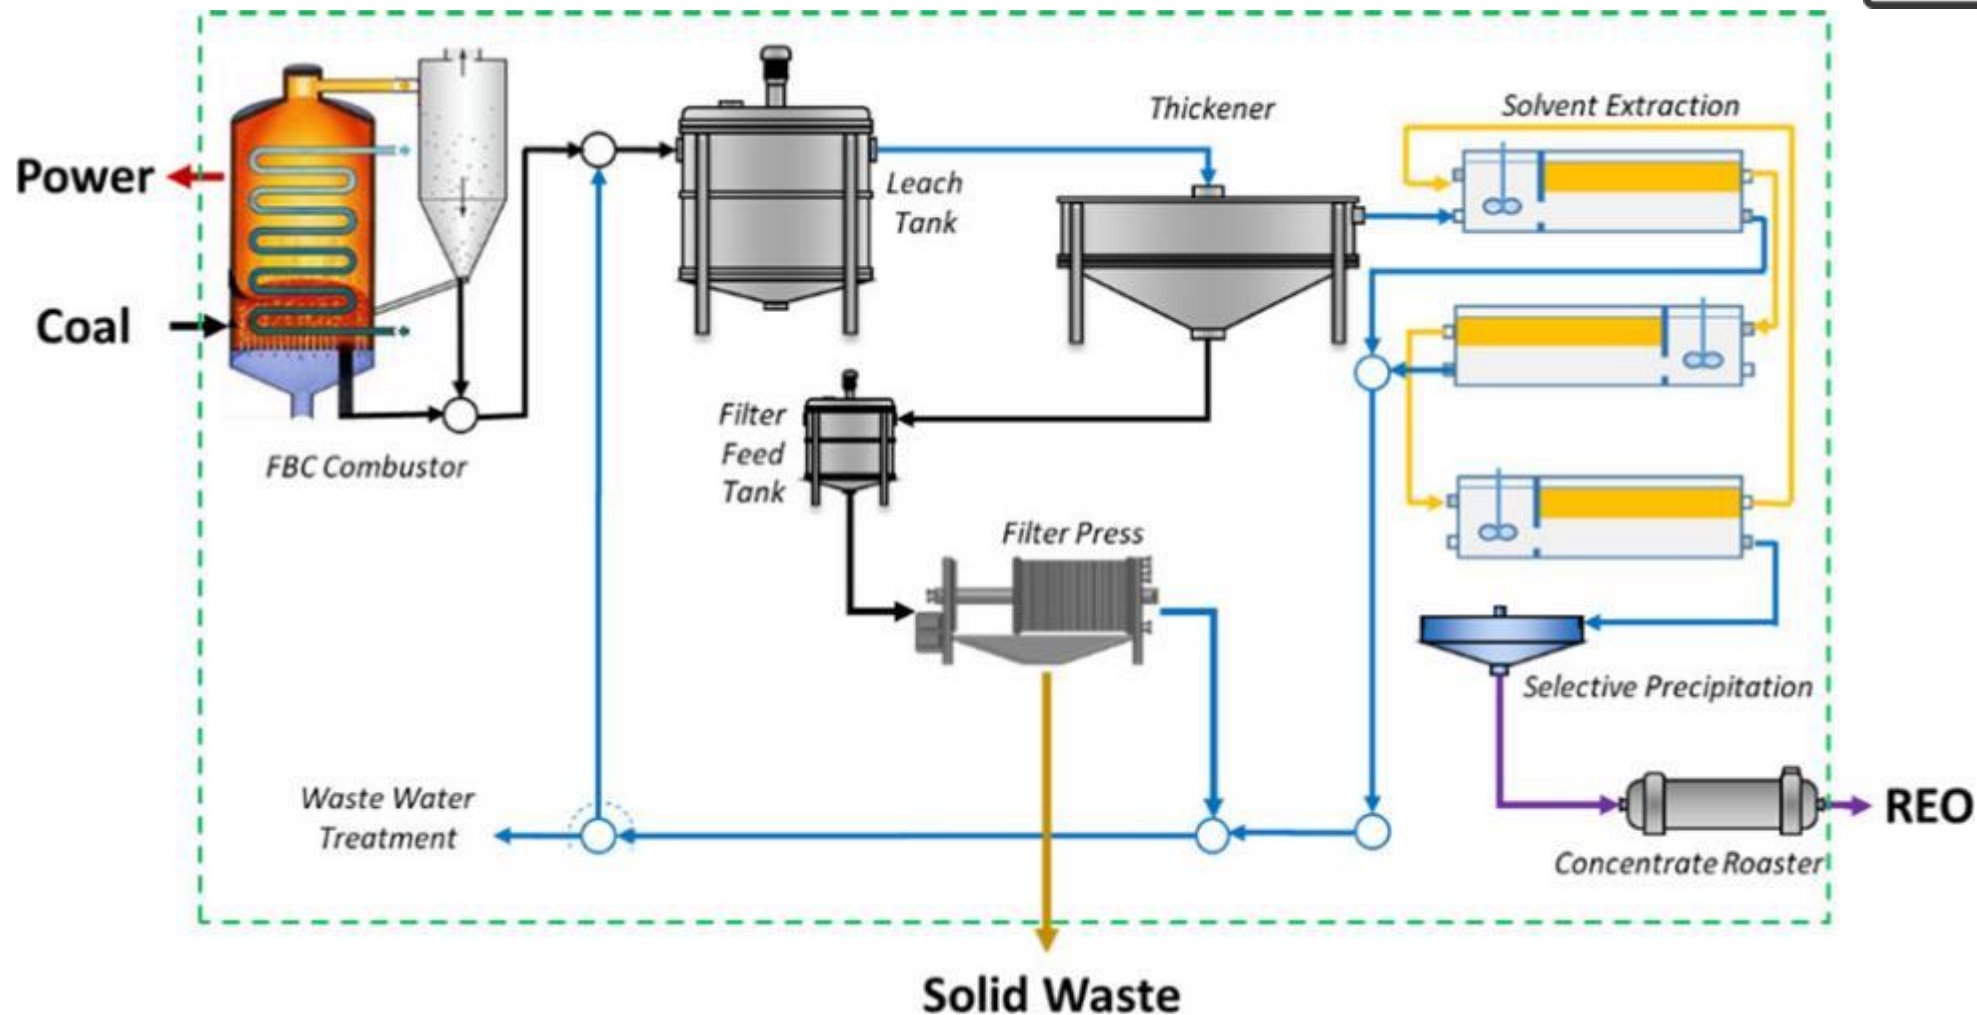 Thickener
Solvent Extraction
Power
Leach
Tank
Coal
Filter
Feed
Tank
FBC Combustor
Filter Press
Selective Precipitation
Waste Water
Treatment
REO
Concentrate Roaster
Solid Waste